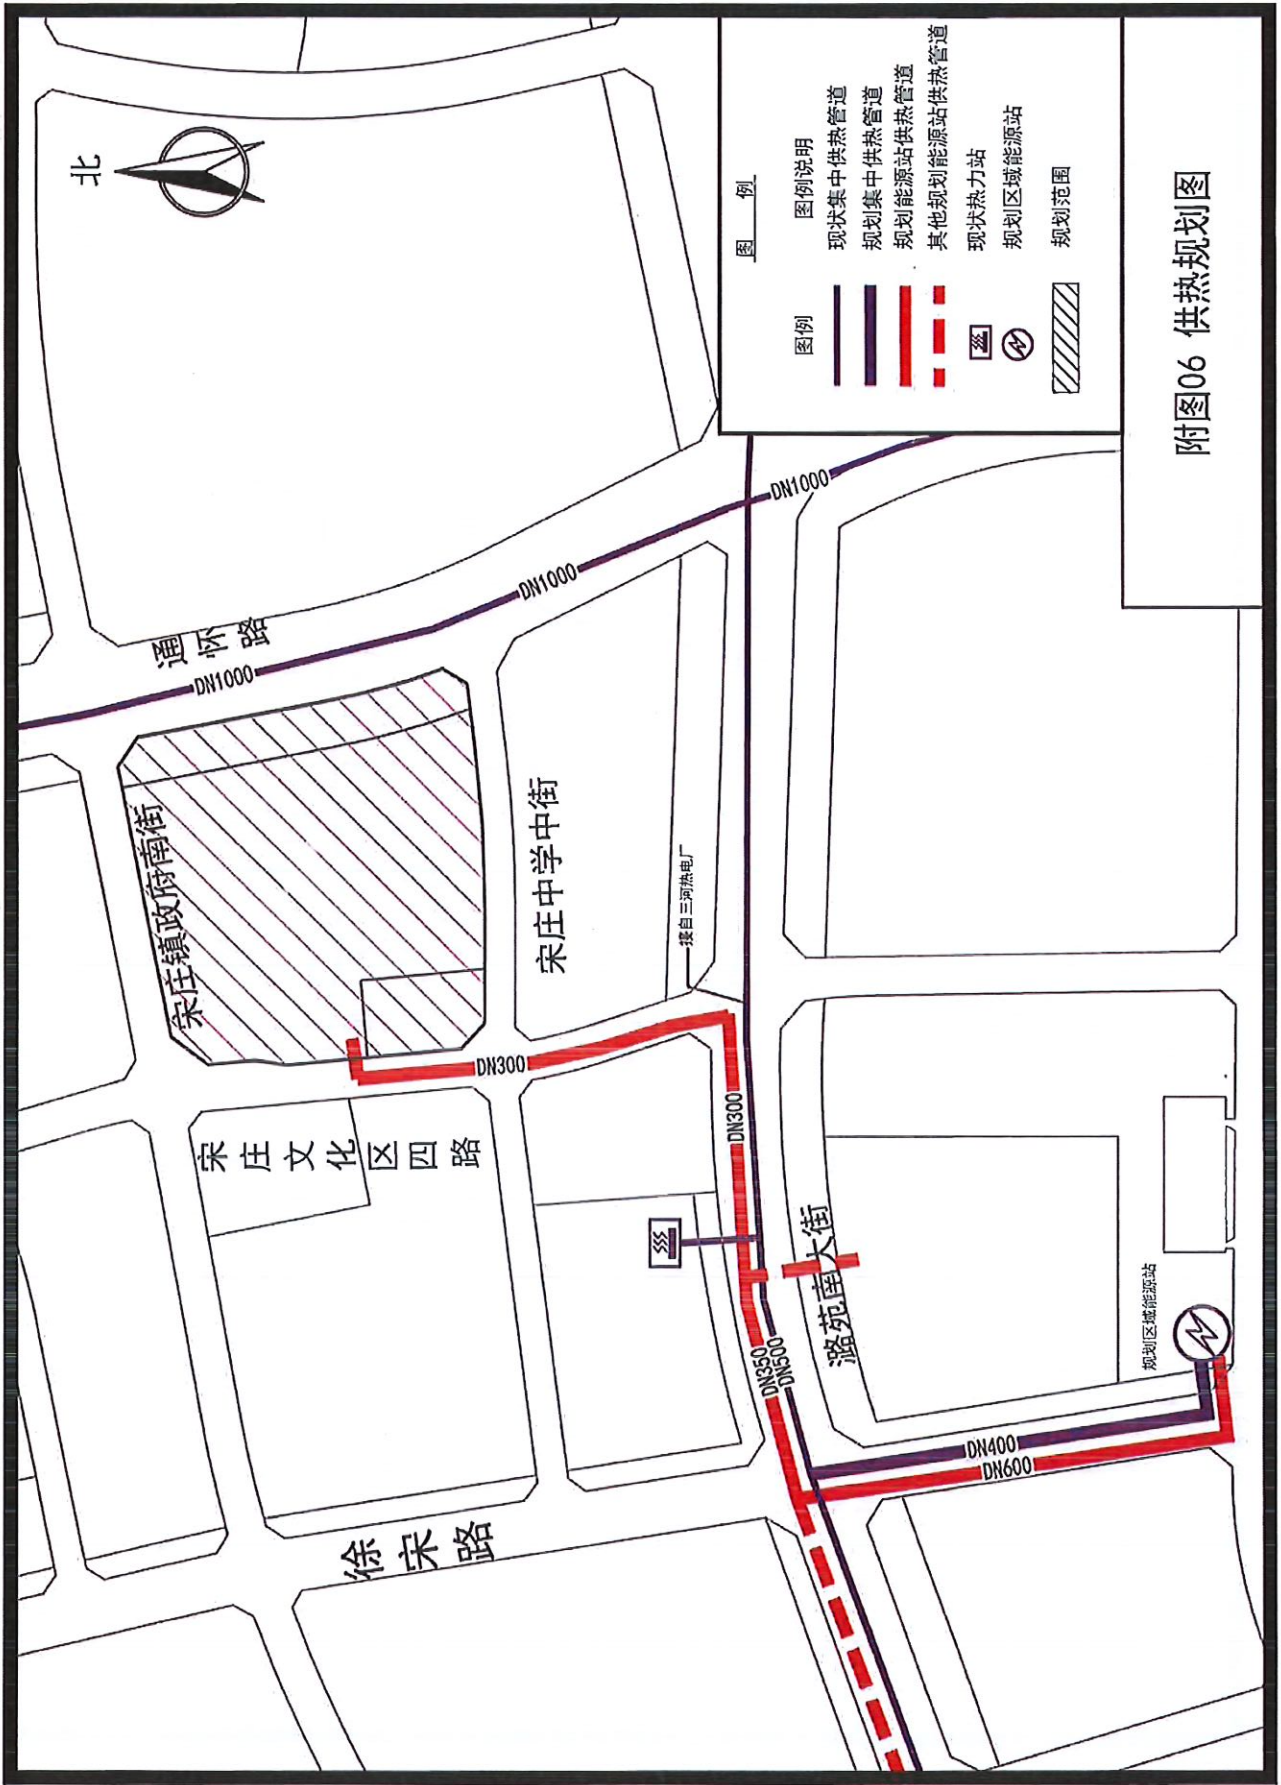 北
通怀路
DN1000
DN1000
DN1000
宋庄镇政府南街
宋庄中学中街
接自三河热电厂
DN300
DN300
宋庄文化区四路
潞苑南大街
DN350
DN500
DN400
DN600
规划区域能源站
徐宋路
图 例
图例 图例说明
现状集中供热管道
规划集中供热管道
规划能源站供热管道
其他规划能源站供热管道
现状热力站
规划区域能源站
规划范围
附图06 供热规划图